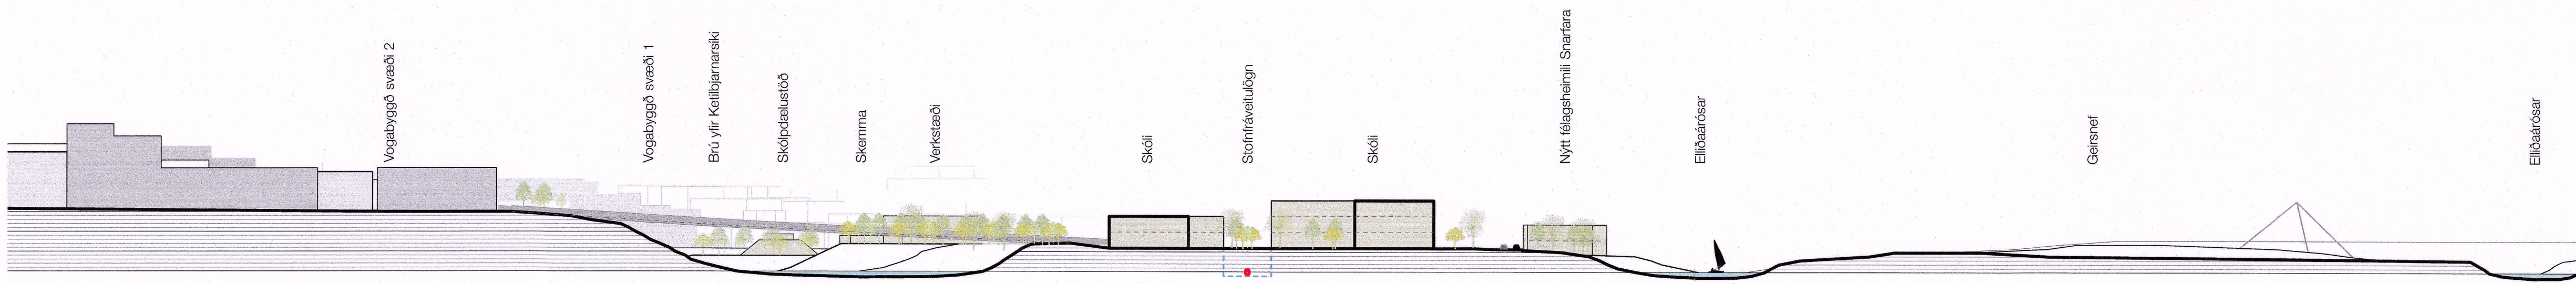 Vogabyggð svæði 2
Vogabyggð svæði 1
Brú yfir Ketilbjarnarsíki
Skólpdælustöð
Skemma
Verkstæði
Skóli
Stofnfráveitulögn
Skóli
Nýtt félagsheimili Snarfara
Elliðaárósar
Geirsnef
Elliðaárósar